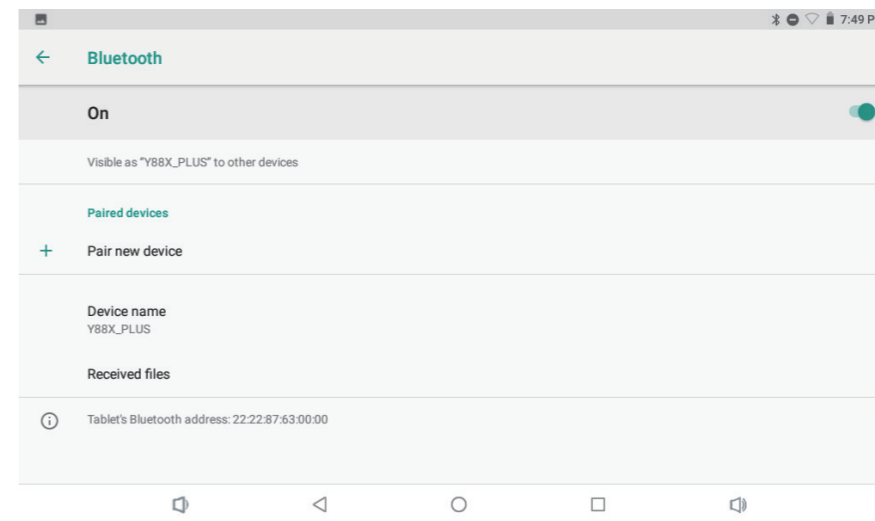 7:49 P
Bluetooth
On
Visible as "Y88X_PLUS" to other devices
Paired devices
+ Pair new device
Device name
Y88X_PLUS
Received files
Tablet's Bluetooth address: 22:22:87:63:00:00